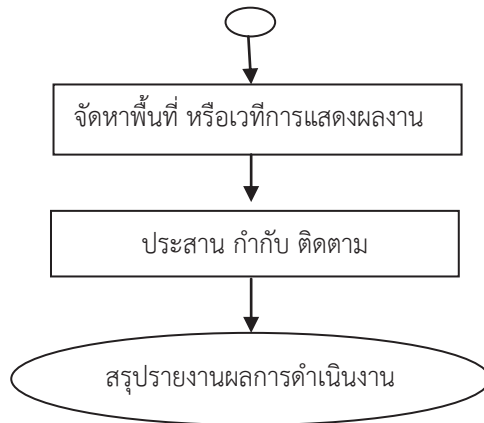 จัดหาพื้นที่ หรือเวทีการแสดงผลงาน
ประสาน กำกับ ติดตาม
สรุปรายงานผลการดำเนินงาน